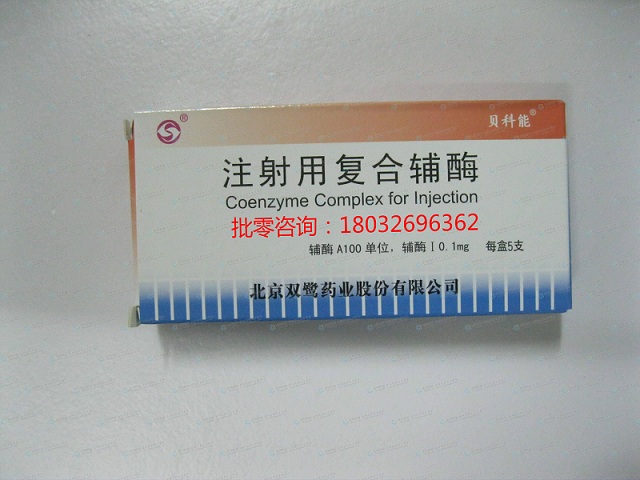 贝科能®
®
注射用复合辅酶
Coenzyme Complex for Injection
批零咨询：18032696362
辅酶A100单位，辅酶Ⅰ0.1mg 每盒5支
北京双鹭药业股份有限公司